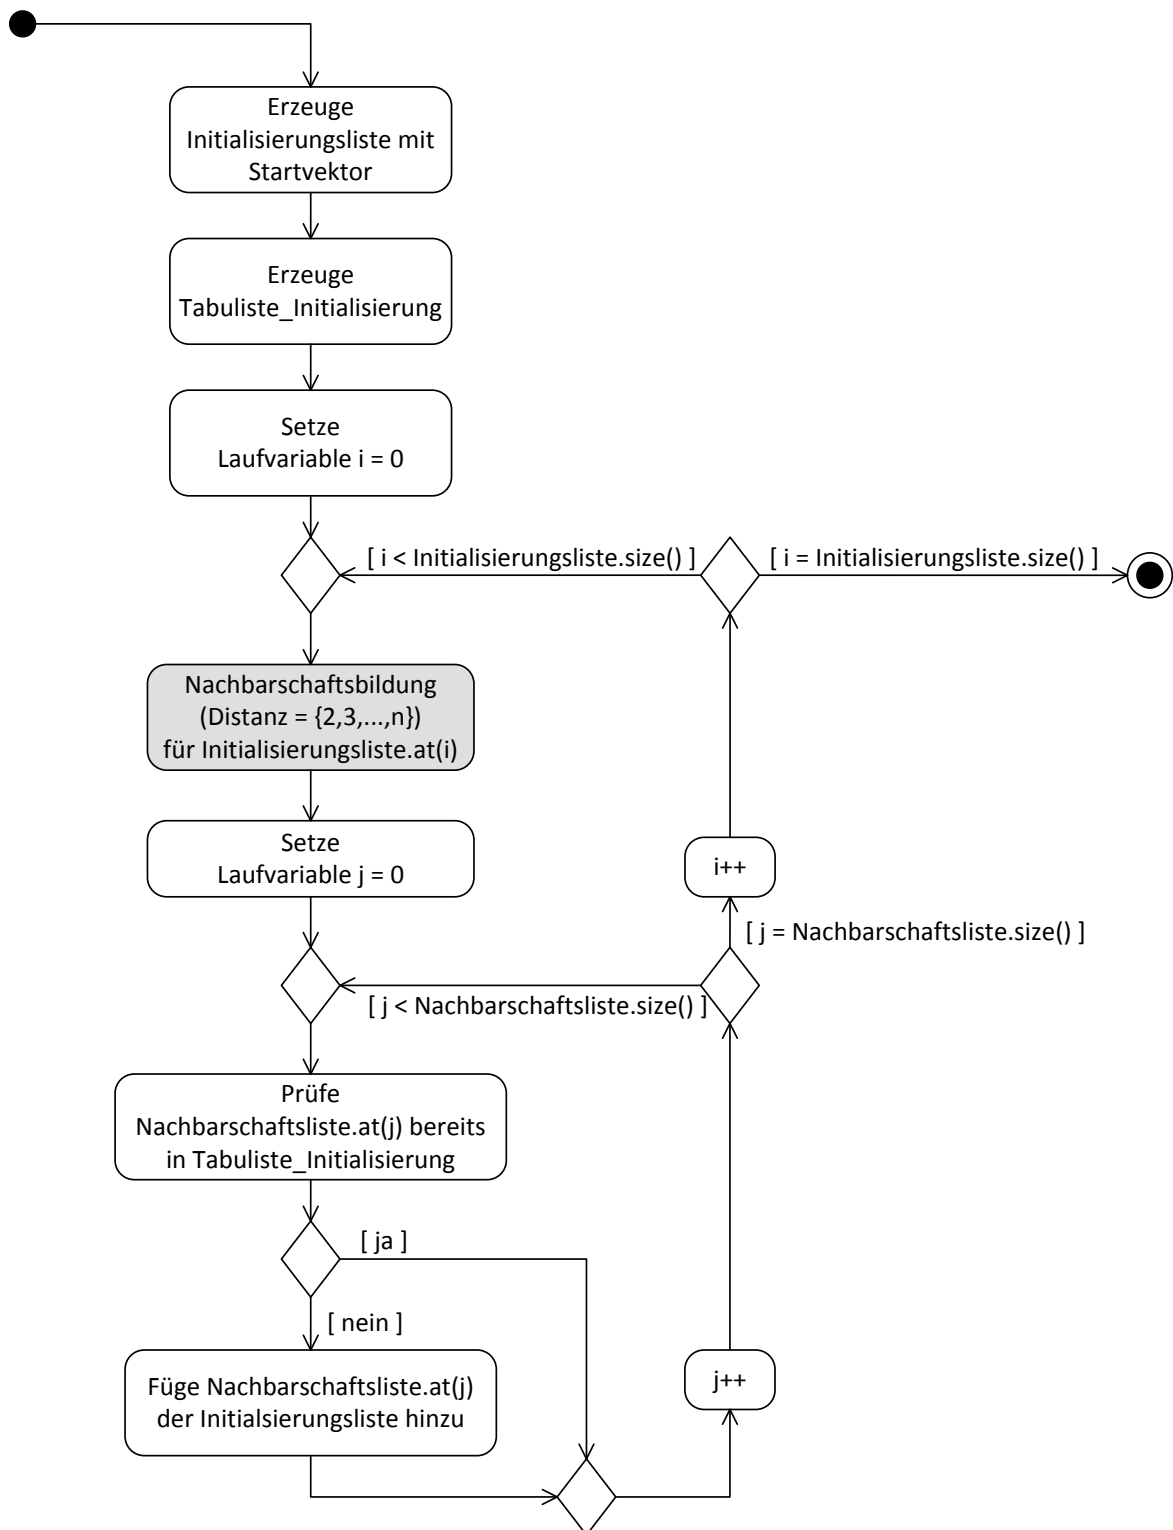 Erzeuge
Initialisierungsliste mit
Startvektor
Erzeuge
Tabuliste_Initialisierung
Setze
Laufvariable i = 0
[ i < Initialisierungsliste.size() ]
[ i = Initialisierungsliste.size() ]
Nachbarschaftsbildung
(Distanz = {2,3,...,n})
für Initialisierungsliste.at(i)
Setze
Laufvariable j = 0
i++
[ j = Nachbarschaftsliste.size() ]
[ j < Nachbarschaftsliste.size() ]
Prüfe
Nachbarschaftsliste.at(j) bereits
in Tabuliste_Initialisierung
[ ja ]
[ nein ]
Füge Nachbarschaftsliste.at(j)
der Initialsierungsliste hinzu
j++